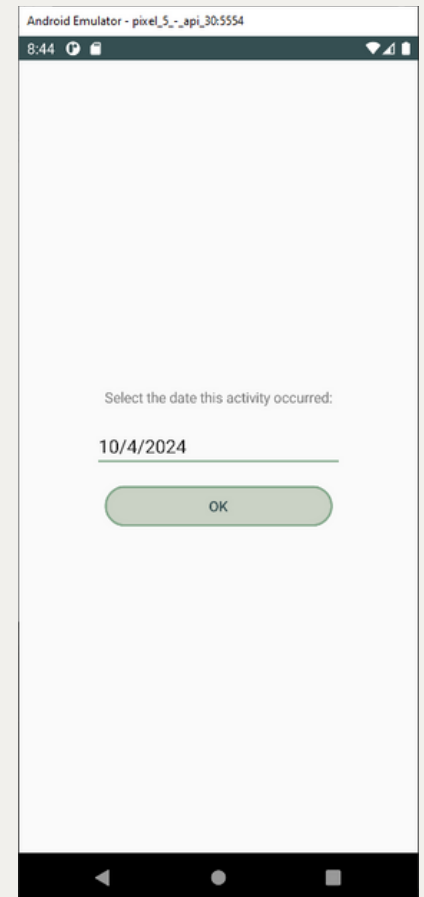 Android Emulator - pixel_5_-_api_30:5554
8:44
Select the date this activity occurred:
10/4/2024
OK